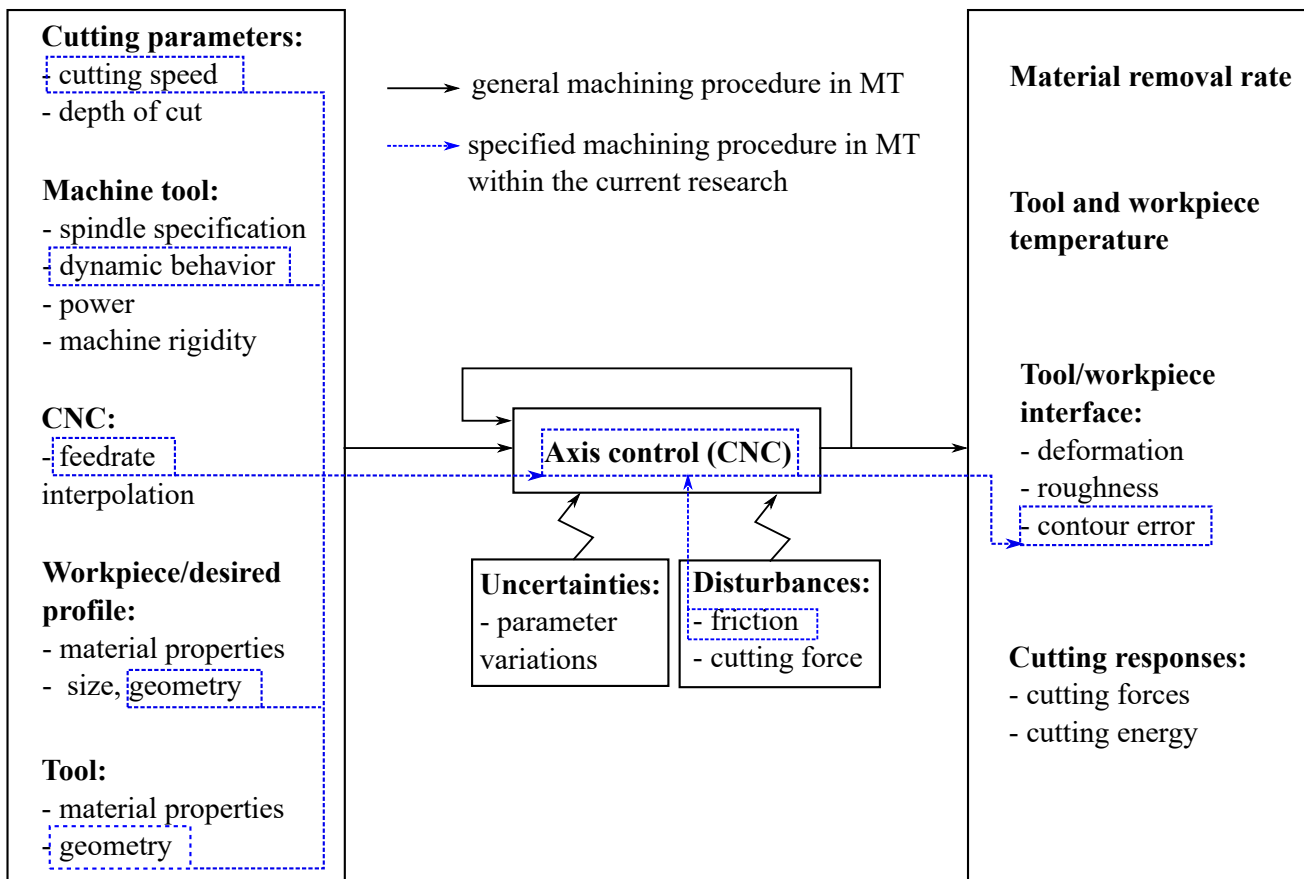 Cutting parameters:
- cutting speed
- depth of cut
Machine tool:
- spindle specification
- dynamic behavior
- power
- machine rigidity
CNC:
- feedrate
interpolation
Workpiece/desired
profile:
- material properties
- size, geometry
Tool:
- material properties
- geometry
general machining procedure in MT
specified machining procedure in MT
within the current research
Axis control (CNC)
Uncertainties:
- parameter
variations
Disturbances:
- friction
- cutting force
Material removal rate
Tool and workpiece
temperature
Tool/workpiece
interface:
- deformation
- roughness
- contour error
Cutting responses:
- cutting forces
- cutting energy